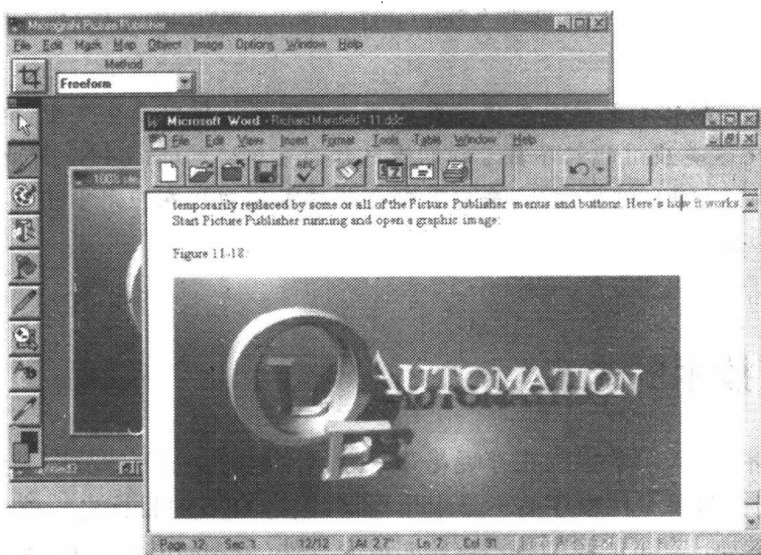 Micrografx Picture Publisher
File Edit Mask Map Object Image Options Window Help
Method
Freeform
Microsoft Word - Richard Mansfield - 11.doc
File Edit View Insert Format Tools Table Window Help
temporarily replaced by some or all of the Picture Publisher menus and buttons. Here's how it works
Start Picture Publisher running and open a graphic image:
Figure 11-18:
OLE
AUTOMATION
Page 12 Sec 1 12/12 At 2.7" Ln 7 Col 91